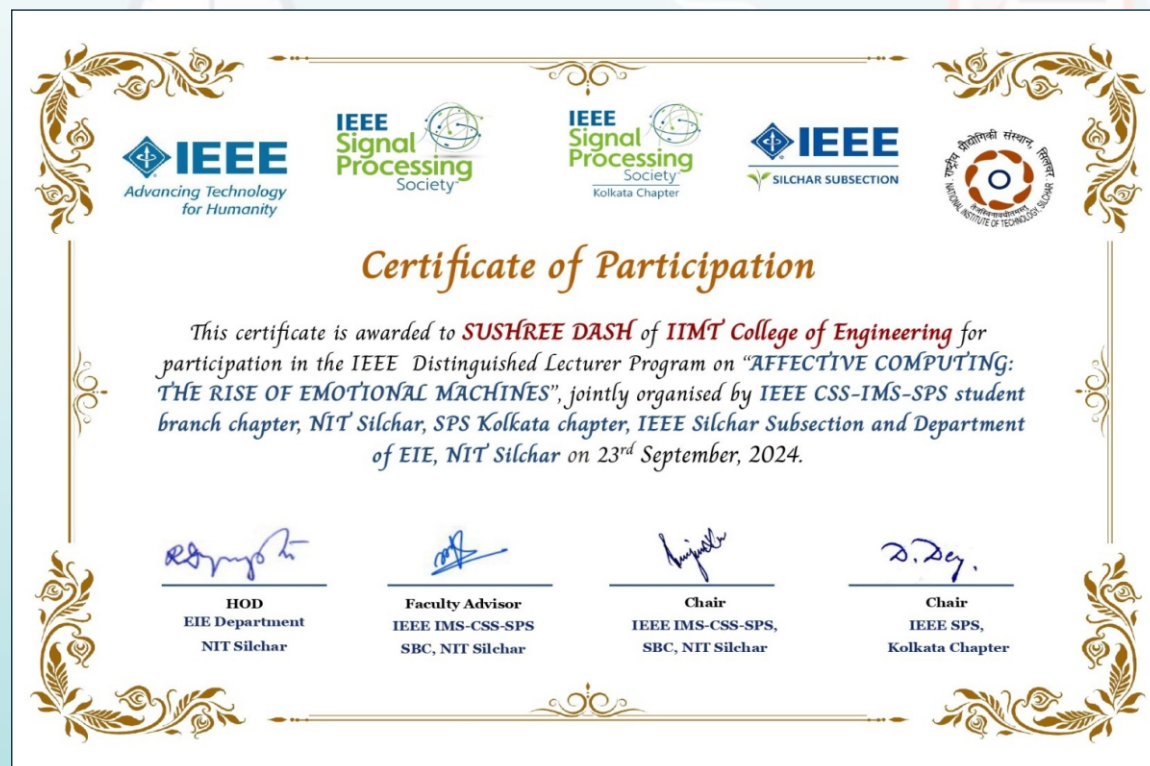 IEEE
Advancing Technology
for Humanity
IEEE
Signal
Processing
Society
IEEE
Signal
Processing
Society
Kolkata Chapter
IEEE
SILCHAR SUBSECTION
राष्ट्रीय प्रौद्योगिकी संस्थान, सिलचर
NATIONAL INSTITUTE OF TECHNOLOGY, SILCHAR
Certificate of Participation
This certificate is awarded to SUSHREE DASH of IIMT College of Engineering for
participation in the IEEE Distinguished Lecturer Program on “AFFECTIVE COMPUTING:
THE RISE OF EMOTIONAL MACHINES”, jointly organised by IEEE CSS-IMS-SPS student
branch chapter, NIT Silchar, SPS Kolkata chapter, IEEE Silchar Subsection and Department
of EIE, NIT Silchar on 23rd September, 2024.
D. Dey.
HOD
EIE Department
NIT Silchar
Faculty Advisor
IEEE IMS-CSS-SPS
SBC, NIT Silchar
Chair
IEEE IMS-CSS-SPS,
SBC, NIT Silchar
Chair
IEEE SPS,
Kolkata Chapter